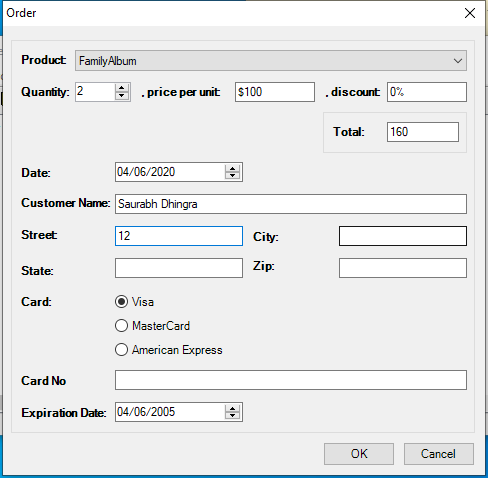 Order
Product: FamilyAlbum
Quantity: 2 , price per unit: $100 , discount: 0%
Total: 160
Date: 04/06/2020
Customer Name: Saurabh Dhingra
Street: 12 City:
State: Zip:
Card: Visa
MasterCard
American Express
Card No
Expiration Date: 04/06/2005
OK Cancel